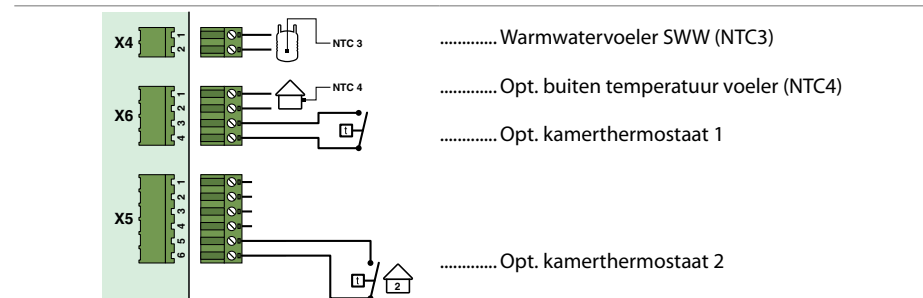 X4 1 2 NTC 3 ............. Warmwatervoeler SWW (NTC3)
X6 1 2 3 4 NTC 4 ............. Opt. buiten temperatuur voeler (NTC4)
t ............. Opt. kamerthermostaat 1
X5 1 2 3 4 5 6
t 2 ............. Opt. kamerthermostaat 2